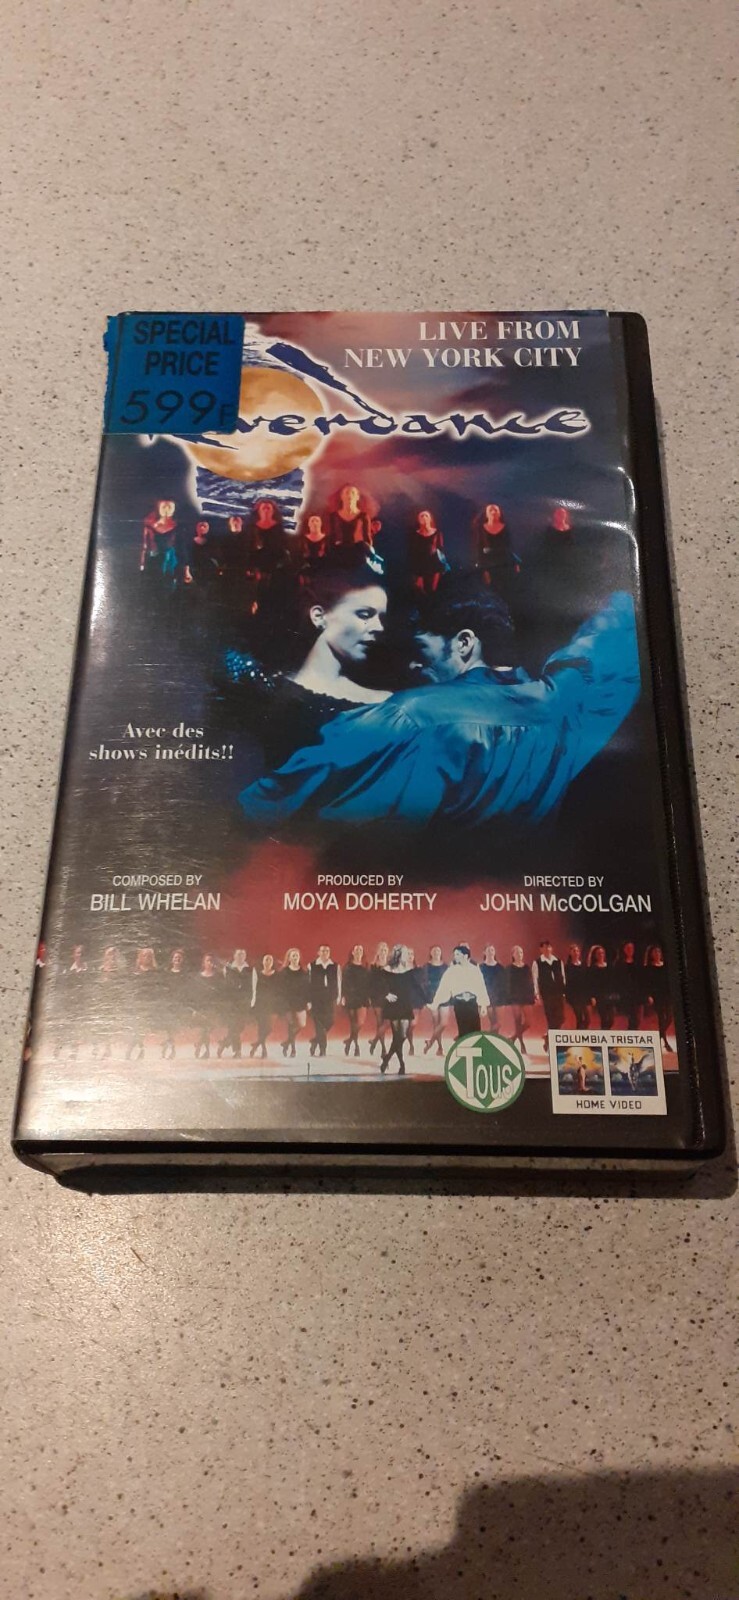 SPECIAL
PRICE
599F
LIVE FROM
NEW YORK CITY
Riverdance
Avec des
shows inédits!!
COMPOSED BY
BILL WHELAN
PRODUCED BY
MOYA DOHERTY
DIRECTED BY
JOHN McCOLGAN
TOUS
COLUMBIA TRISTAR
HOME VIDEO